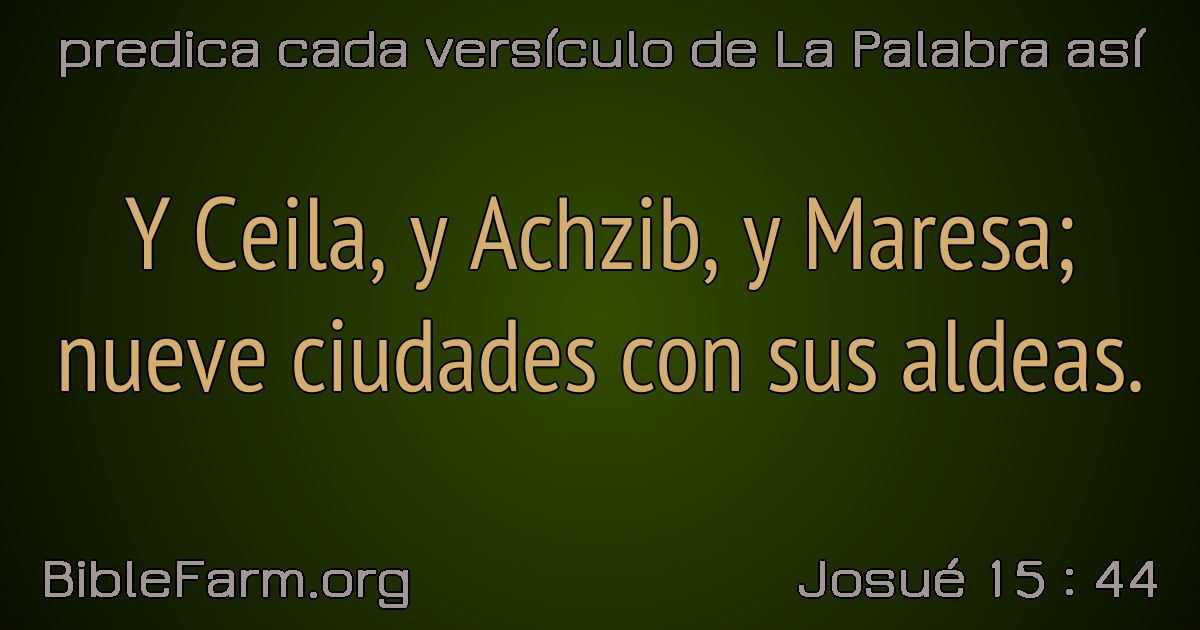 predica cada versículo de La Palabra así
Y Ceila, y Achzib, y Maresa;
nueve ciudades con sus aldeas.
BibleFarm.org
Josué 15 : 44